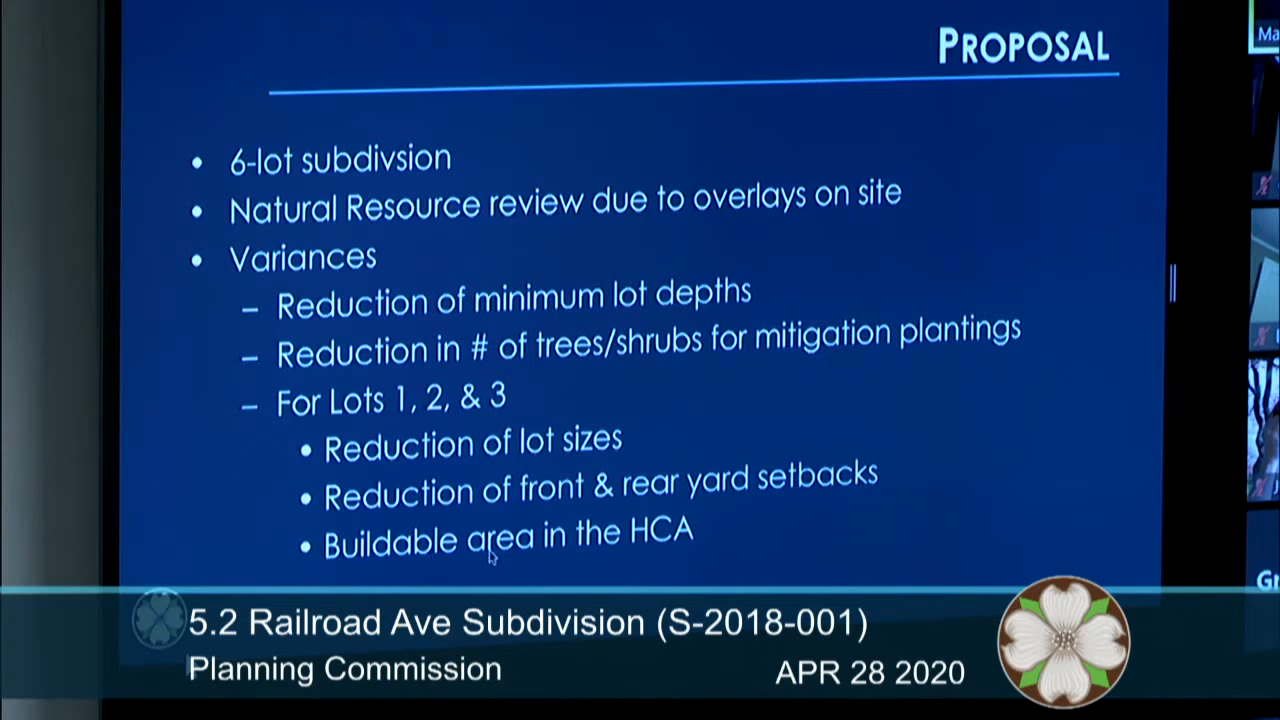 PROPOSAL
• 6-lot subdivsion
• Natural Resource review due to overlays on site
• Variances
– Reduction of minimum lot depths
– Reduction in # of trees/shrubs for mitigation plantings
– For Lots 1, 2, & 3
• Reduction of lot sizes
• Reduction of front & rear yard setbacks
• Buildable area in the HCA
5.2 Railroad Ave Subdivision (S-2018-001)
Planning Commission
APR 28 2020